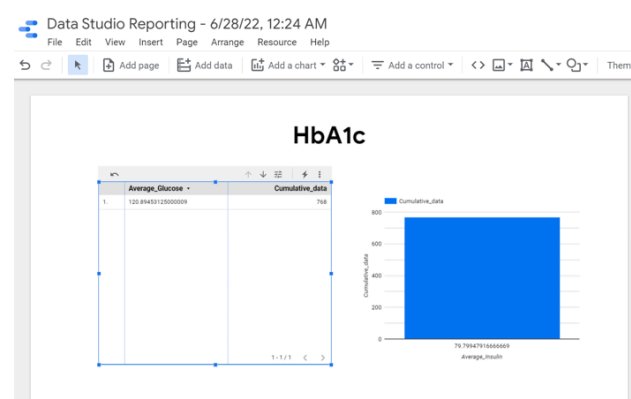 Data Studio Reporting - 6/28/22, 12:24 AM
File Edit View Insert Page Arrange Resource Help
Add page Add data Add a chart Add a control Them
HbA1c
Average_Glucose Cumulative_data
1. 120.89453125000009 768
1 - 1 / 1
Cumulative_data
800
600
400
200
0
Cumulative_data
79.79947916666669
Average_Insulin